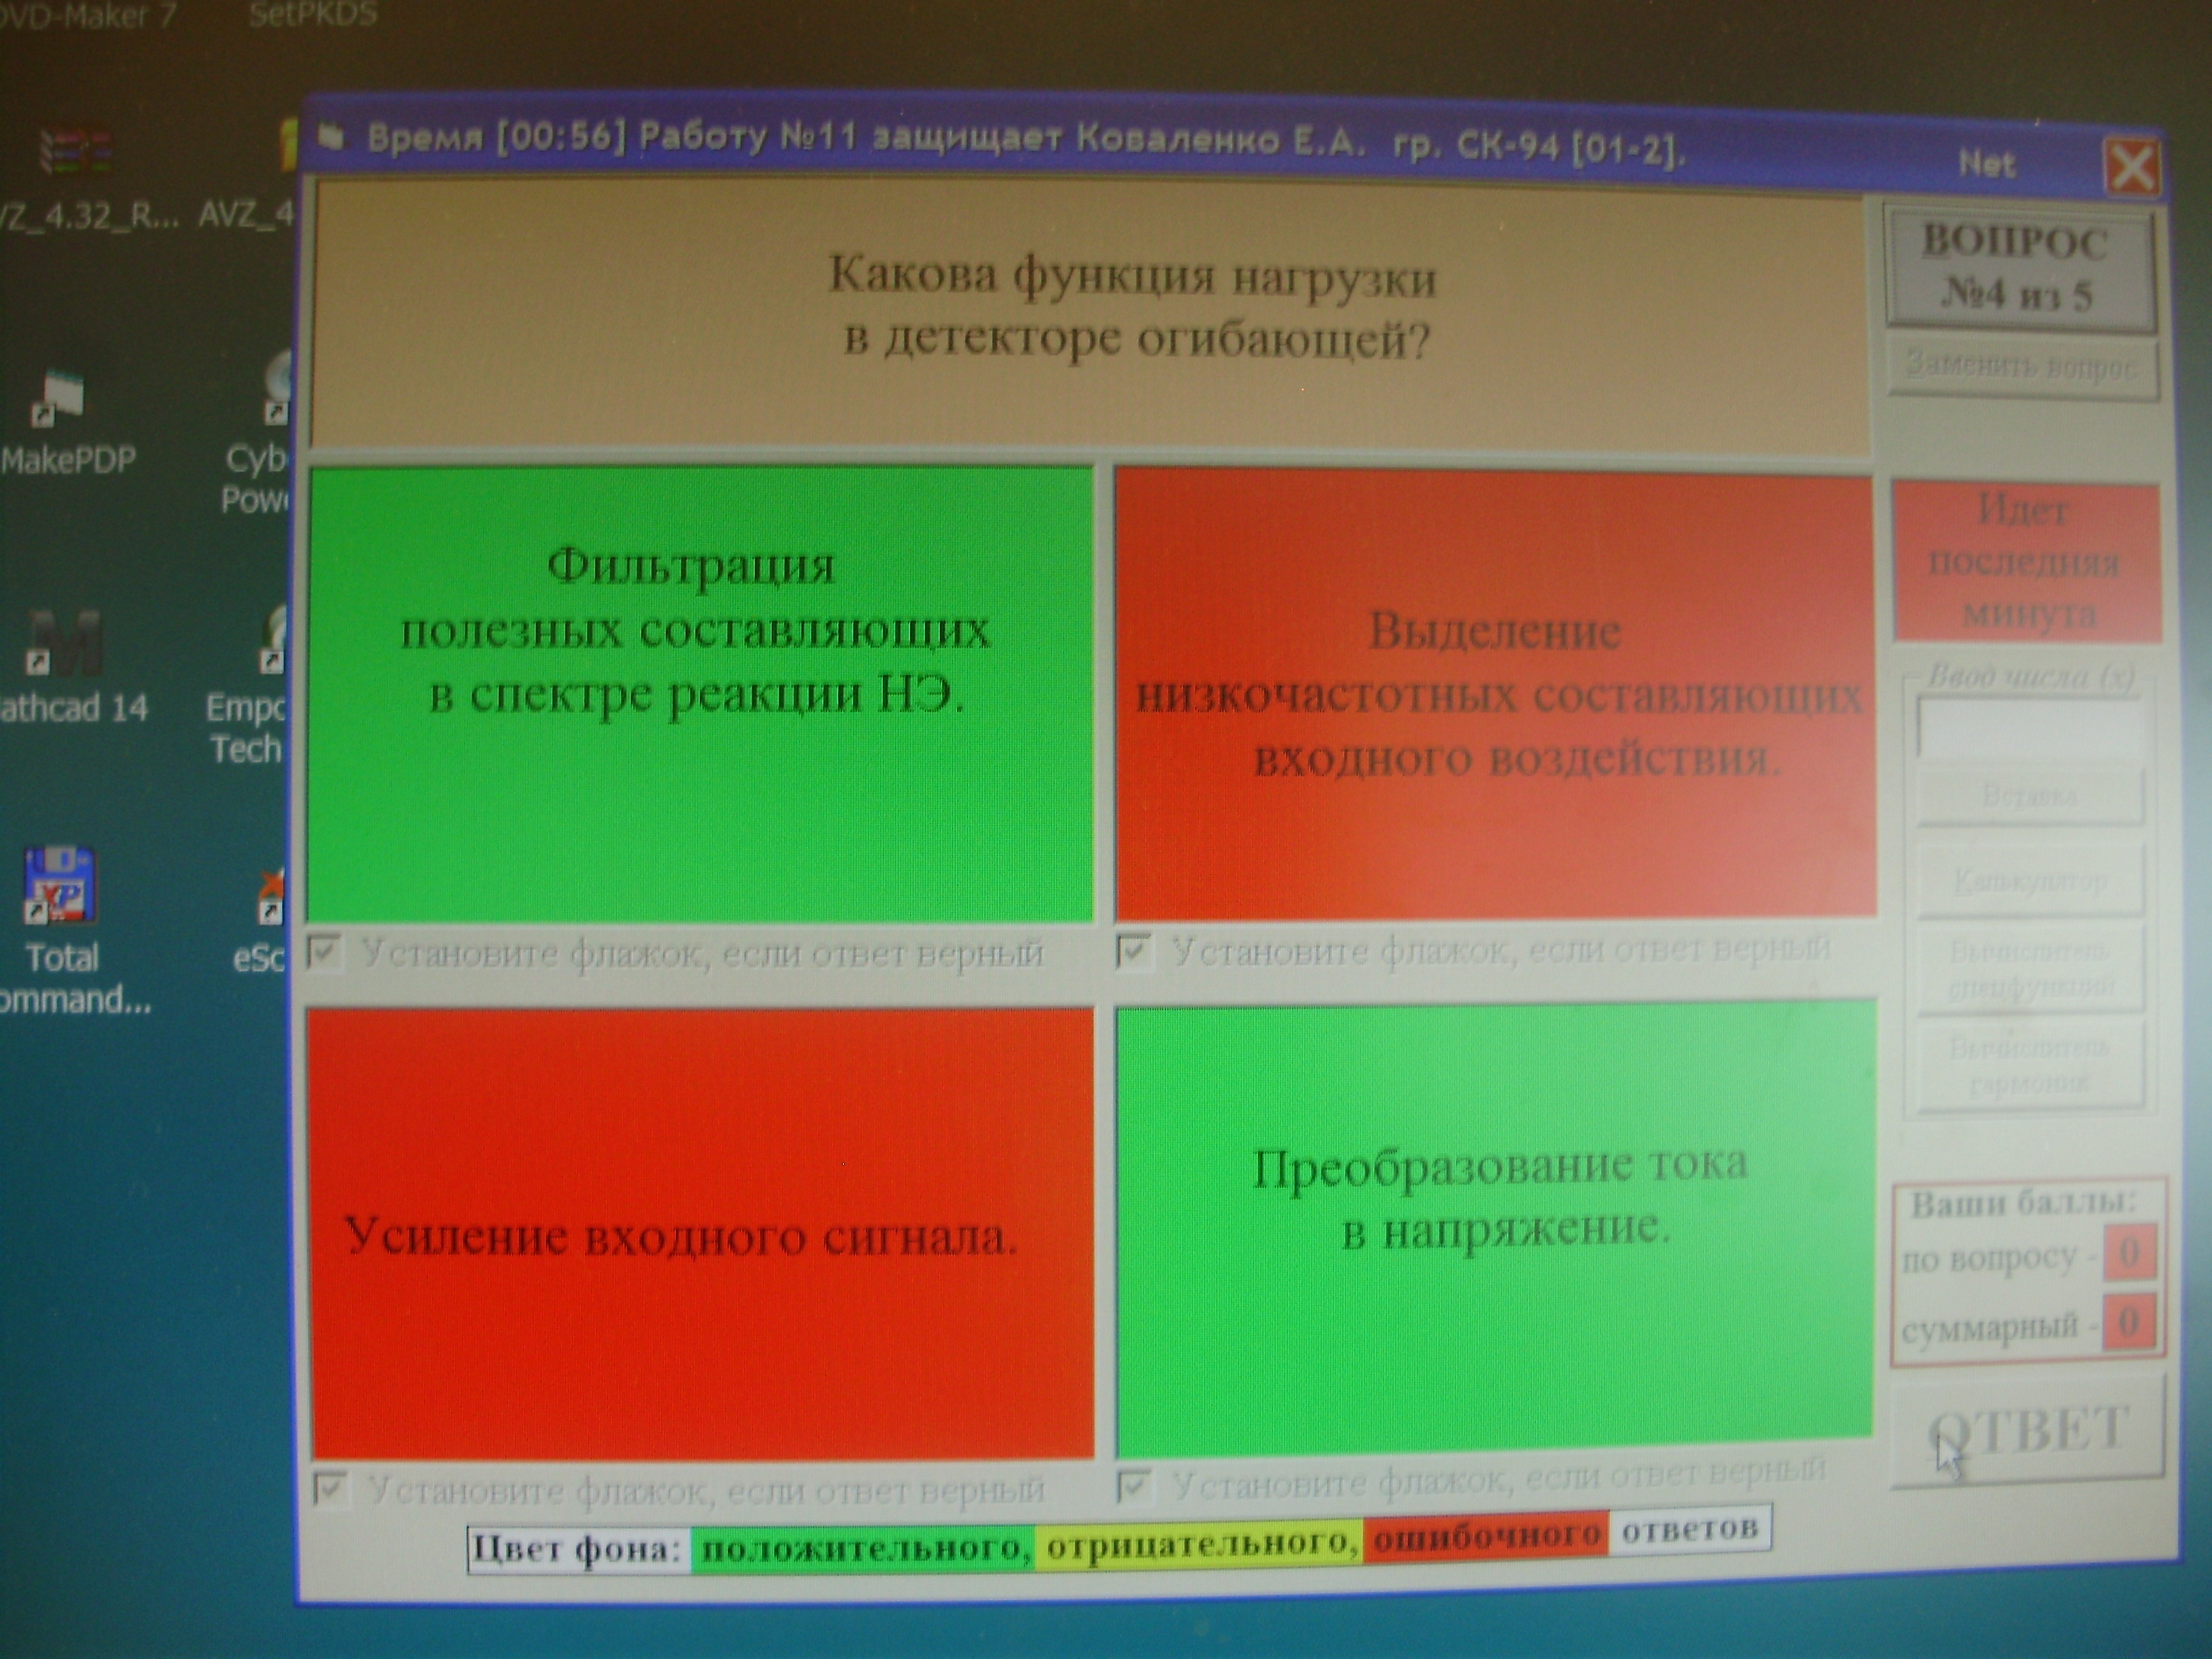 DVD-Maker 7
SetPKDS
VZ_4.32_R...
AVZ_4
MakePDP
Cyb
Pow
athcad 14
Empo
Tech
Total
ommand...
eSc
Время [00:56] Работу №11 защищает Коваленко Е.А. гр. СК-94 [01-2].
Net
Какова функция нагрузки
в детекторе огибающей?
ВОПРОС
№4 из 5
Заменить вопрос
Фильтрация
полезных составляющих
в спектре реакции НЭ.
Установите флажок, если ответ верный
Выделение
низкочастотных составляющих
входного воздействия.
Установите флажок, если ответ верный
Идет
последняя
минута
Ввод числа (x)
Вставка
Калькулятор
Вычислитель
спецфункций
Вычислитель
гармоник
Усиление входного сигнала.
Установите флажок, если ответ верный
Преобразование тока
в напряжение.
Установите флажок, если ответ верный
Ваши баллы:
по вопросу - 0
суммарный - 0
ОТВЕТ
Цвет фона: положительного, отрицательного, ошибочного ответов